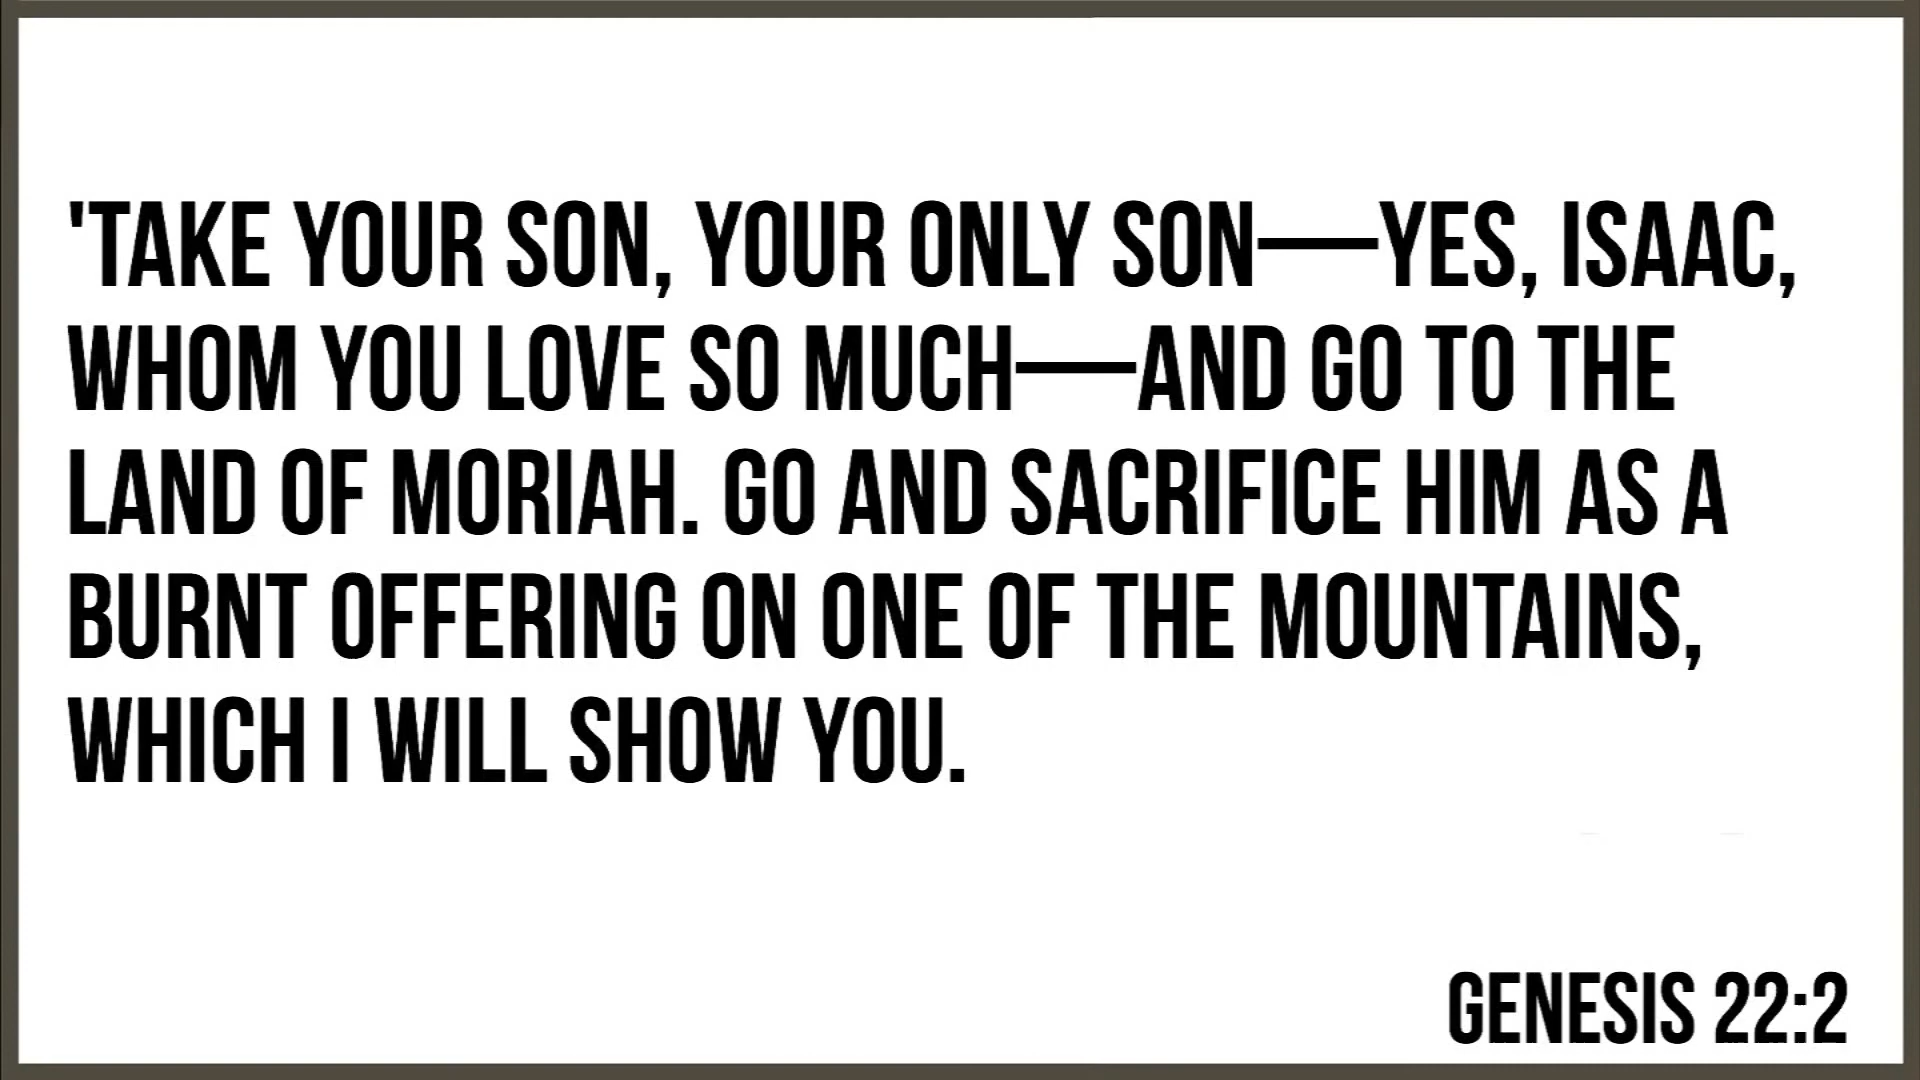 'TAKE YOUR SON, YOUR ONLY SON—YES, ISAAC,
WHOM YOU LOVE SO MUCH—AND GO TO THE
LAND OF MORIAH. GO AND SACRIFICE HIM AS A
BURNT OFFERING ON ONE OF THE MOUNTAINS,
WHICH I WILL SHOW YOU.
GENESIS 22:2